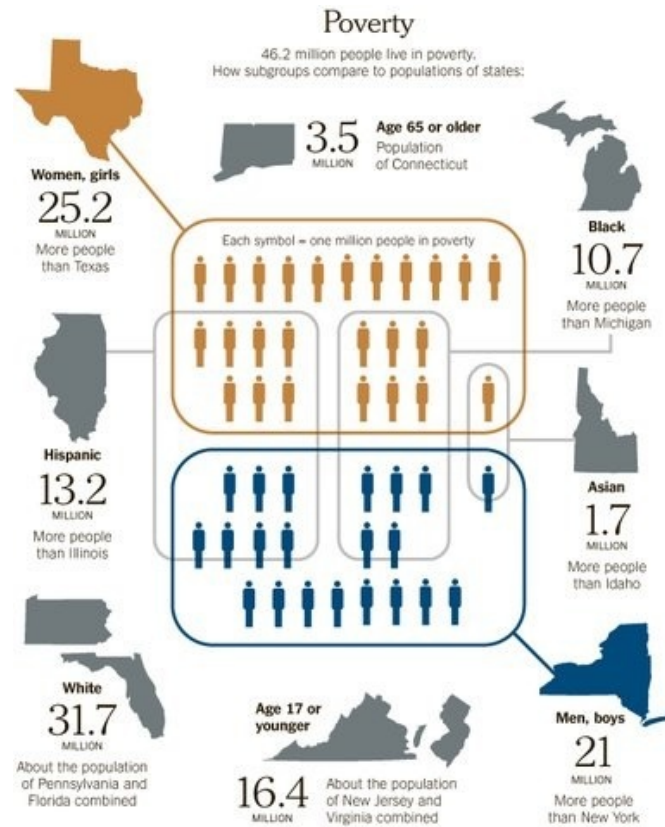 Poverty
46.2 million people live in poverty.
How subgroups compare to populations of states:
3.5
MILLION
Age 65 or older
Population
of Connecticut
Women, girls
25.2
MILLION
More people
than Texas
Black
10.7
MILLION
More people
than Michigan
Each symbol = one million people in poverty
Hispanic
13.2
MILLION
More people
than Illinois
Asian
1.7
MILLION
More people
than Idaho
White
31.7
MILLION
About the population
of Pennsylvania and
Florida combined
Age 17 or
younger
16.4
MILLION
About the population
of New Jersey and
Virginia combined
Men, boys
21
MILLION
More people
than New York